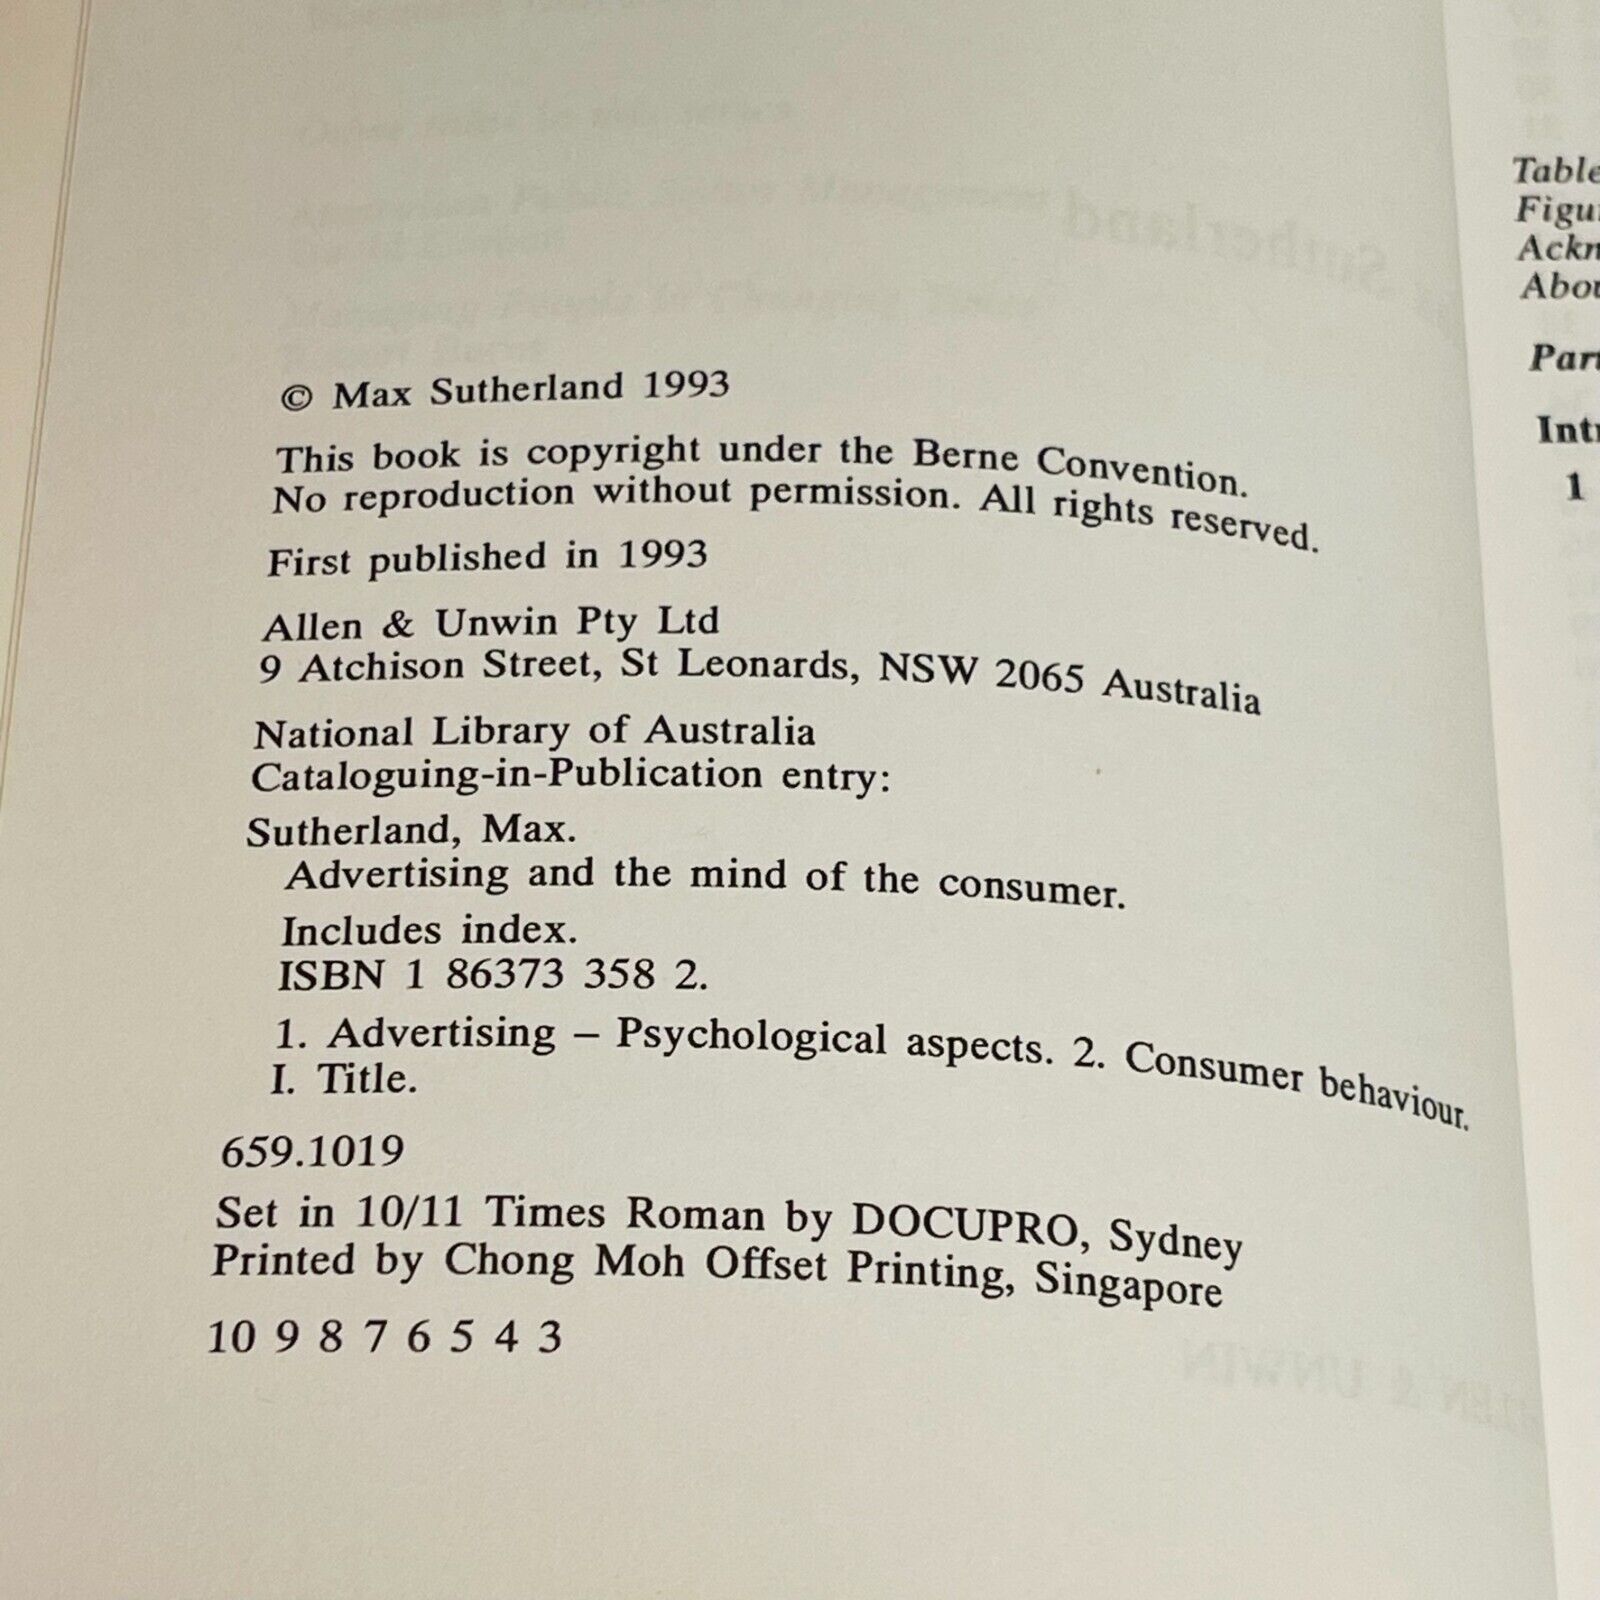 © Max Sutherland 1993
This book is copyright under the Berne Convention.
No reproduction without permission. All rights reserved.
First published in 1993
Allen & Unwin Pty Ltd
9 Atchison Street, St Leonards, NSW 2065 Australia
National Library of Australia
Cataloguing-in-Publication entry:
Sutherland, Max.
Advertising and the mind of the consumer.
Includes index.
ISBN 1 86373 358 2.
1. Advertising – Psychological aspects. 2. Consumer behaviour.
I. Title.
659.1019
Set in 10/11 Times Roman by DOCUPRO, Sydney
Printed by Chong Moh Offset Printing, Singapore
10 9 8 7 6 5 4 3
1